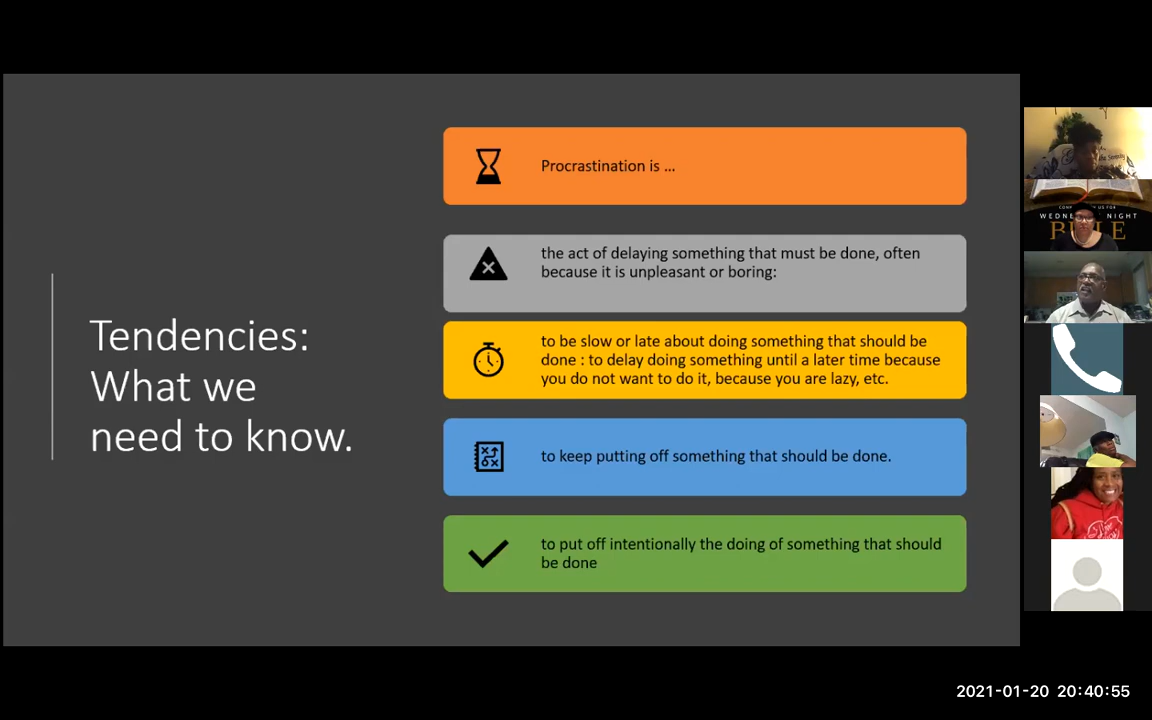 Tendencies:
What we
need to know.
Procrastination is ...
the act of delaying something that must be done, often
because it is unpleasant or boring:
to be slow or late about doing something that should be
done : to delay doing something until a later time because
you do not want to do it, because you are lazy, etc.
to keep putting off something that should be done.
to put off intentionally the doing of something that should
be done
US FOR
NIGHT
2021-01-20 20:40:55